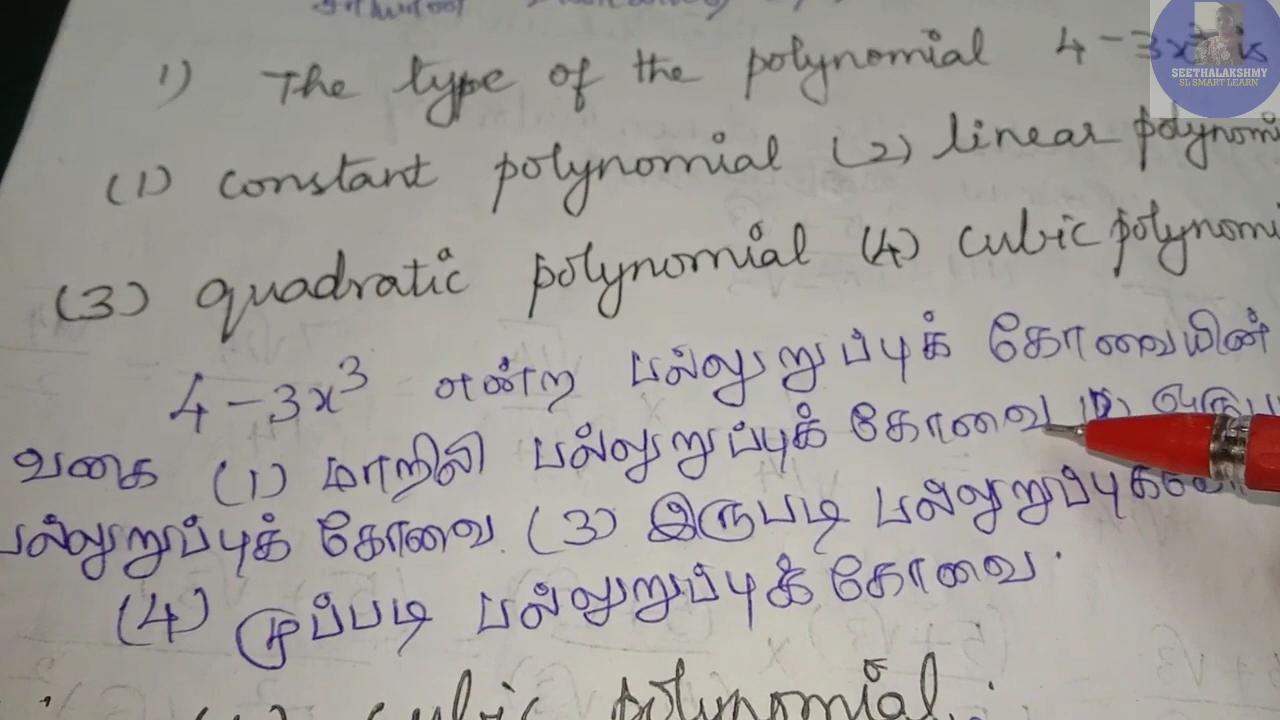 1) The type of the polynomial 4-3x³ is
SEETHALAKSHMY
SL SMART LEARN
(1) constant polynomial (2) linear polynomi
(3) quadratic polynomial (4) cubic polynomi
4-3x³ என்ற பல்லுறுப்புக் கோவையின்
வகை (1) மாறிலி பல்லுறுப்புக் கோவை (2)
பல்லுறுப்புக் கோவை. (3) இருபடி பல்லுறுப்புக்
(4) முப்படி பல்லுறுப்புக் கோவை.
cubic polynomial.